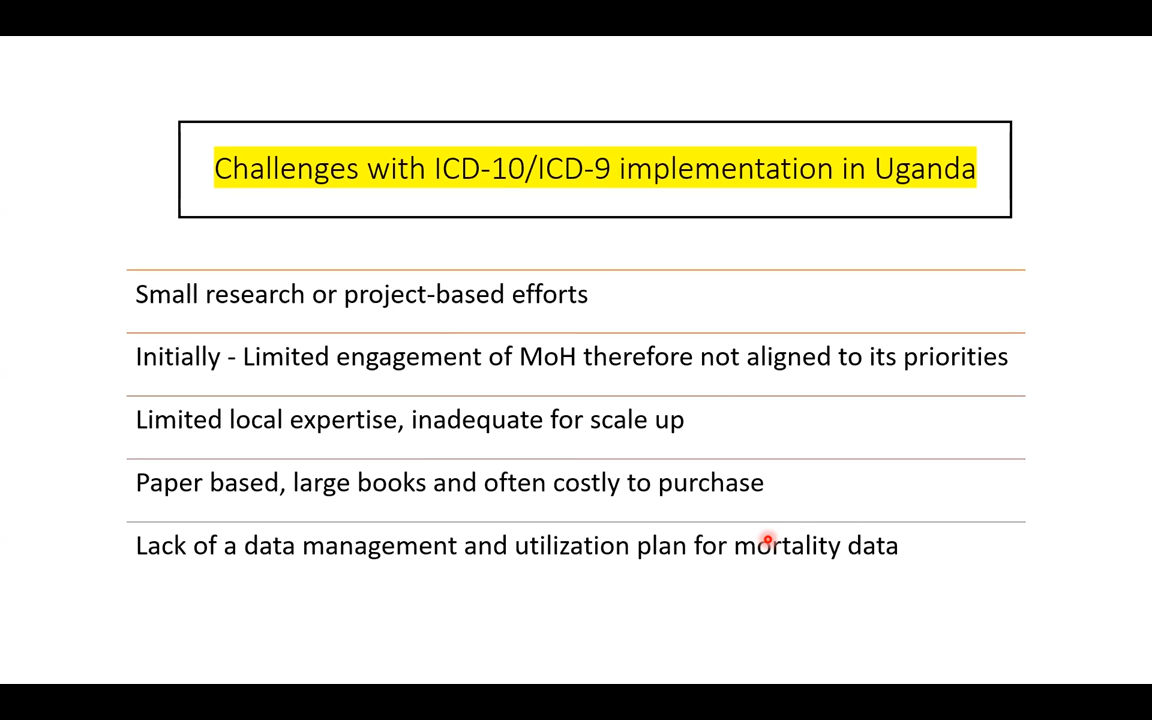 Challenges with ICD-10/ICD-9 implementation in Uganda
Small research or project-based efforts
Initially - Limited engagement of MoH therefore not aligned to its priorities
Limited local expertise, inadequate for scale up
Paper based, large books and often costly to purchase
Lack of a data management and utilization plan for mortality data